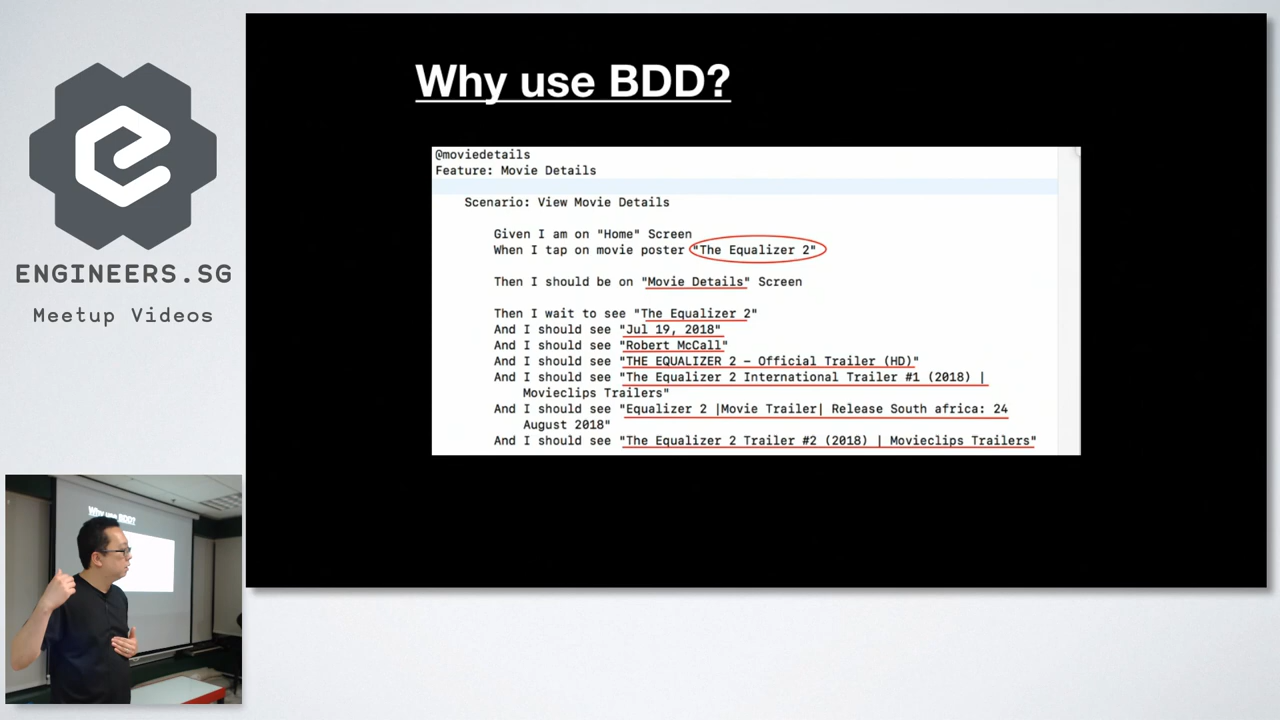 Why use BDD?
@moviedetails
Feature: Movie Details
Scenario: View Movie Details
Given I am on "Home" Screen
When I tap on movie poster "The Equalizer 2"
Then I should be on "Movie Details" Screen
Then I wait to see "The Equalizer 2"
And I should see "Jul 19, 2018"
And I should see "Robert McCall"
And I should see "THE EQUALIZER 2 – Official Trailer (HD)"
And I should see "The Equalizer 2 International Trailer #1 (2018) |
Movieclips Trailers"
And I should see "Equalizer 2 |Movie Trailer| Release South africa: 24
August 2018"
And I should see "The Equalizer 2 Trailer #2 (2018) | Movieclips Trailers"
ENGINEERS.SG
Meetup Videos
Why use BDD?